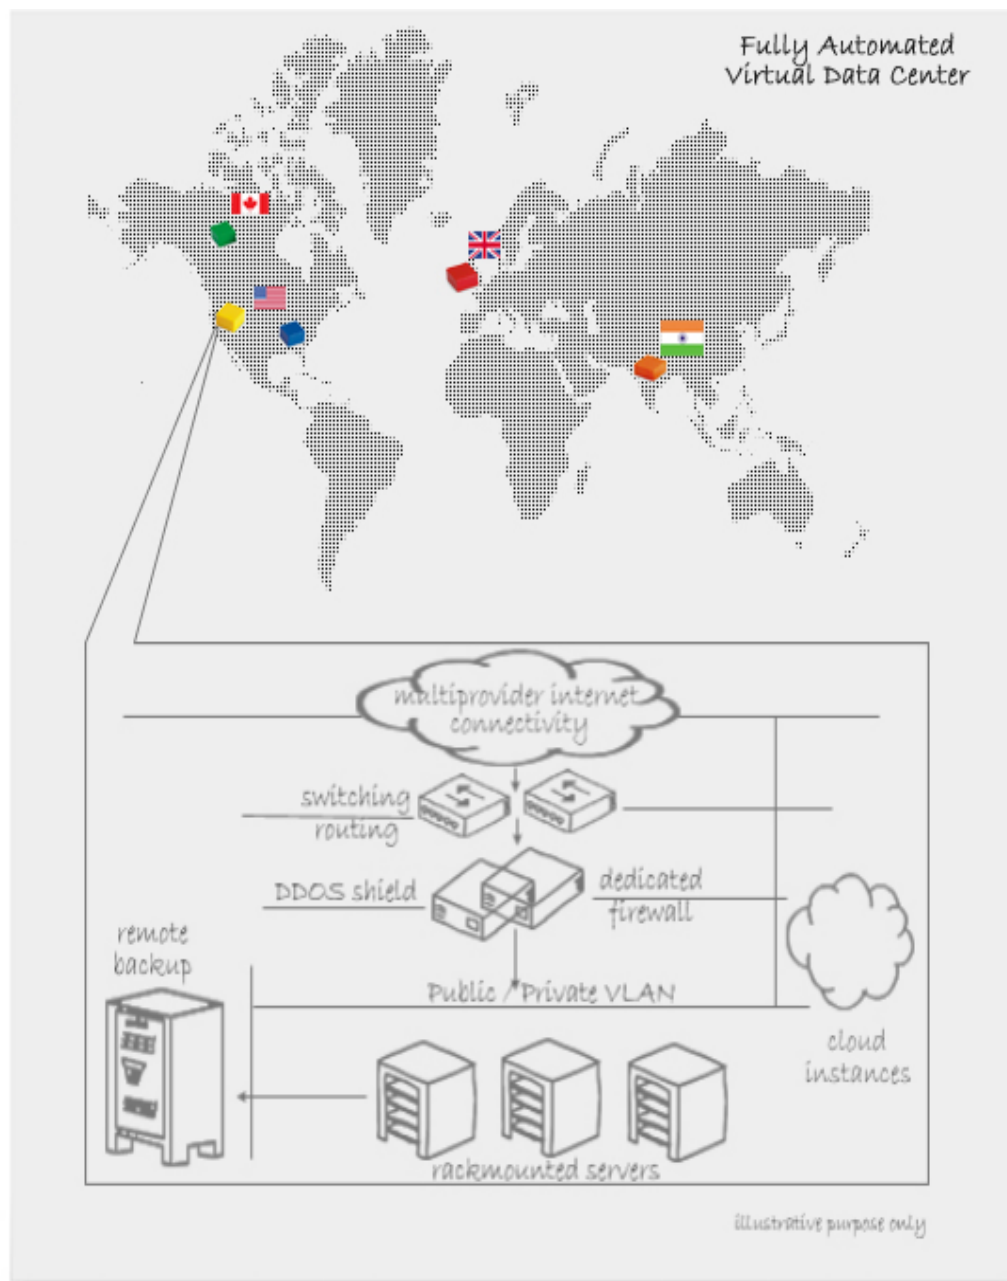 Fully Automated
Virtual Data Center
multiprovider internet
connectivity
switching
routing
DDOS shield
dedicated
firewall
remote
backup
Public / Private VLAN
cloud
instances
rackmounted servers
illustrative purpose only